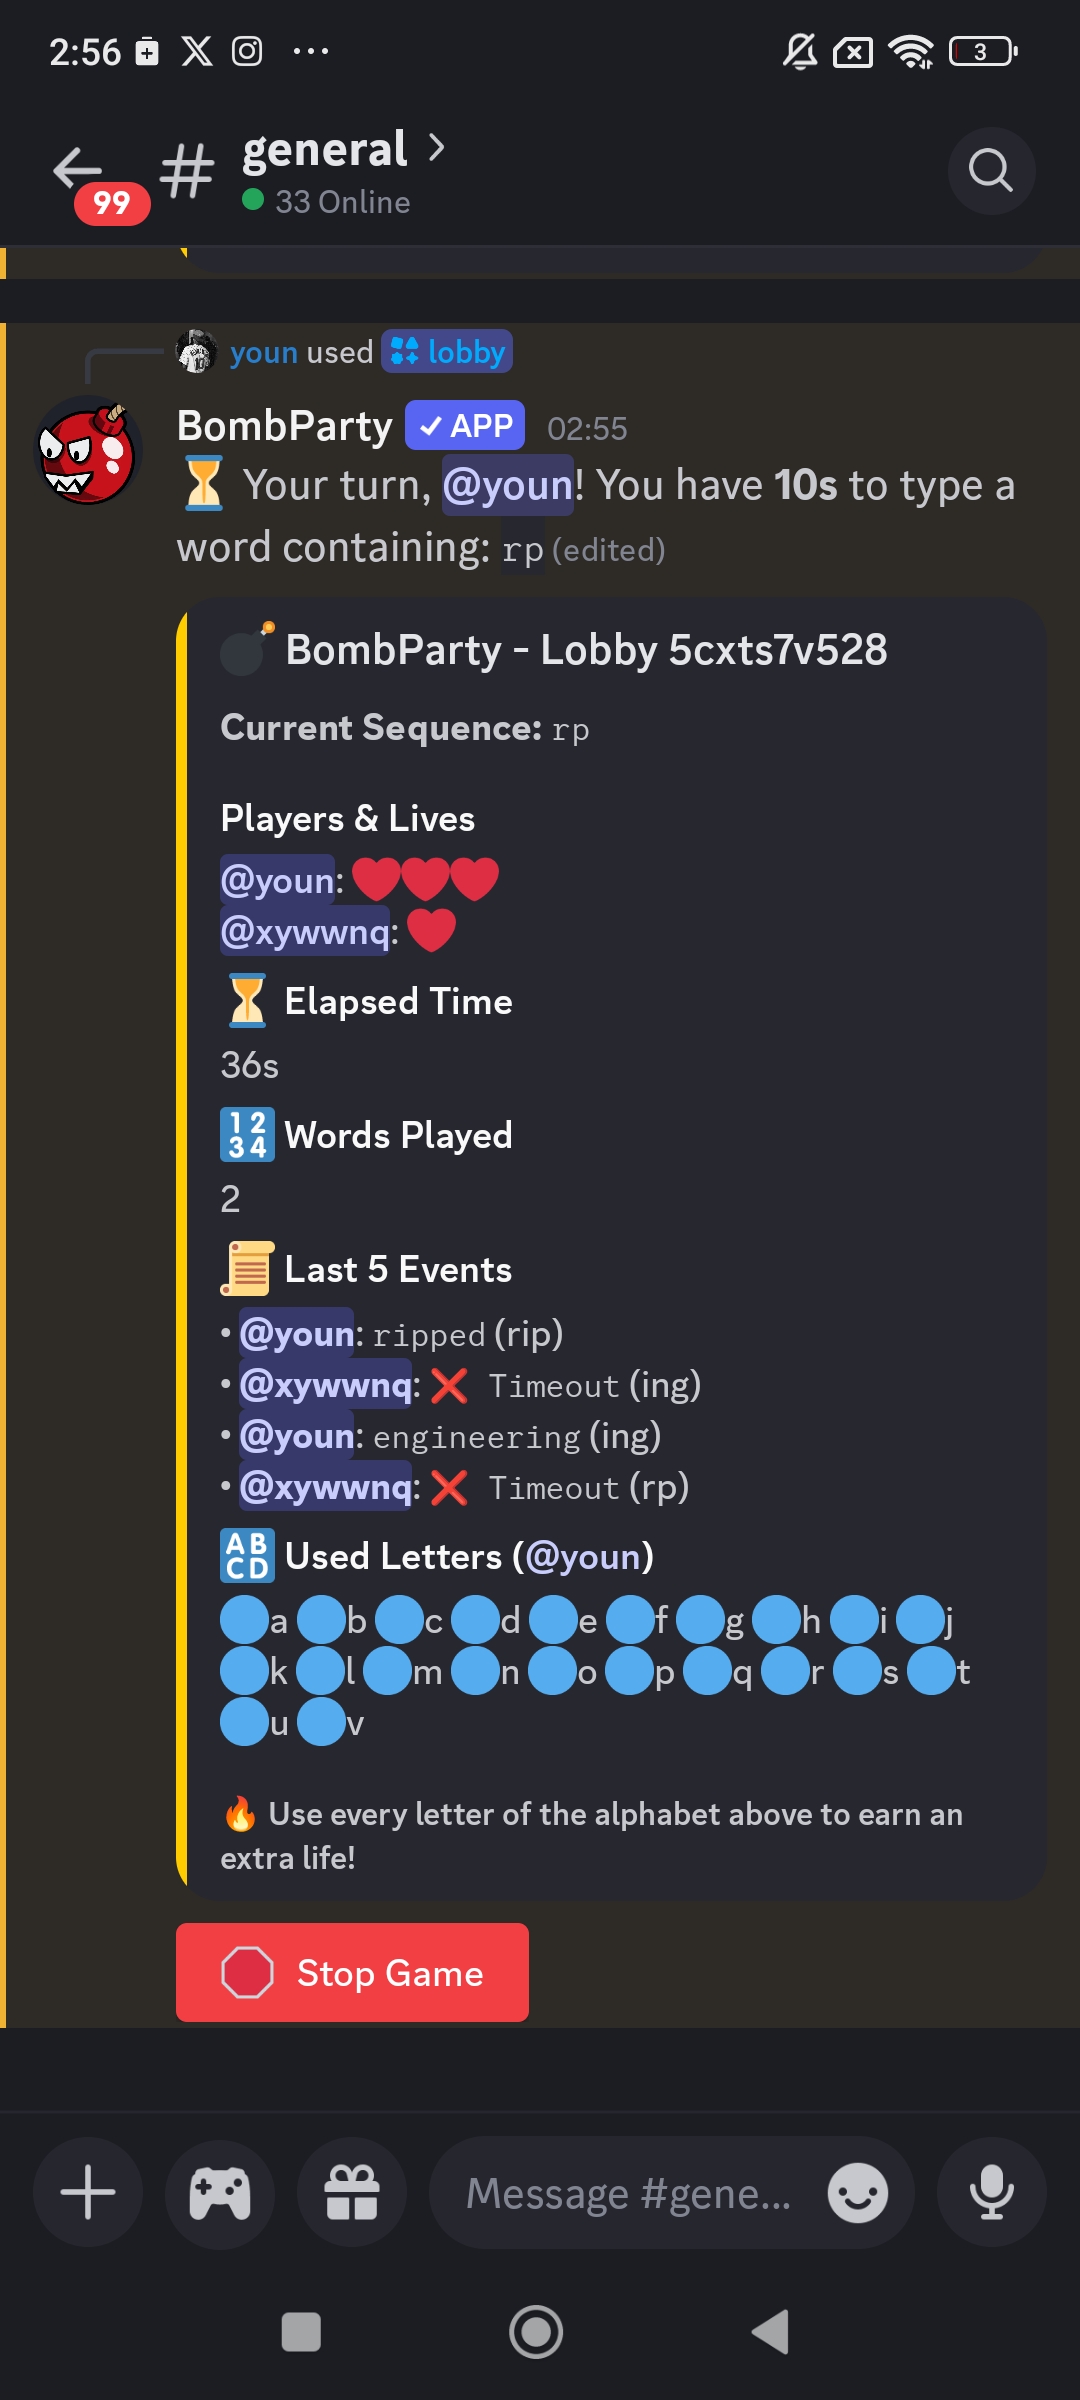 2:56
3
general
99
33 Online
youn used lobby
BombParty APP 02:55
Your turn, @youn! You have 10s to type a
word containing: rp (edited)
BombParty - Lobby 5cxts7v528
Current Sequence: rp
Players & Lives
@youn:
@xywwnq:
Elapsed Time
36s
1234 Words Played
2
Last 5 Events
• @youn: ripped (rip)
• @xywwnq: ❌ Timeout (ing)
• @youn: engineering (ing)
• @xywwnq: ❌ Timeout (rp)
ABCD Used Letters (@youn)
a b c d e f g h i j
k l m n o p q r s t
u v
Use every letter of the alphabet above to earn an
extra life!
Stop Game
Message #gene...